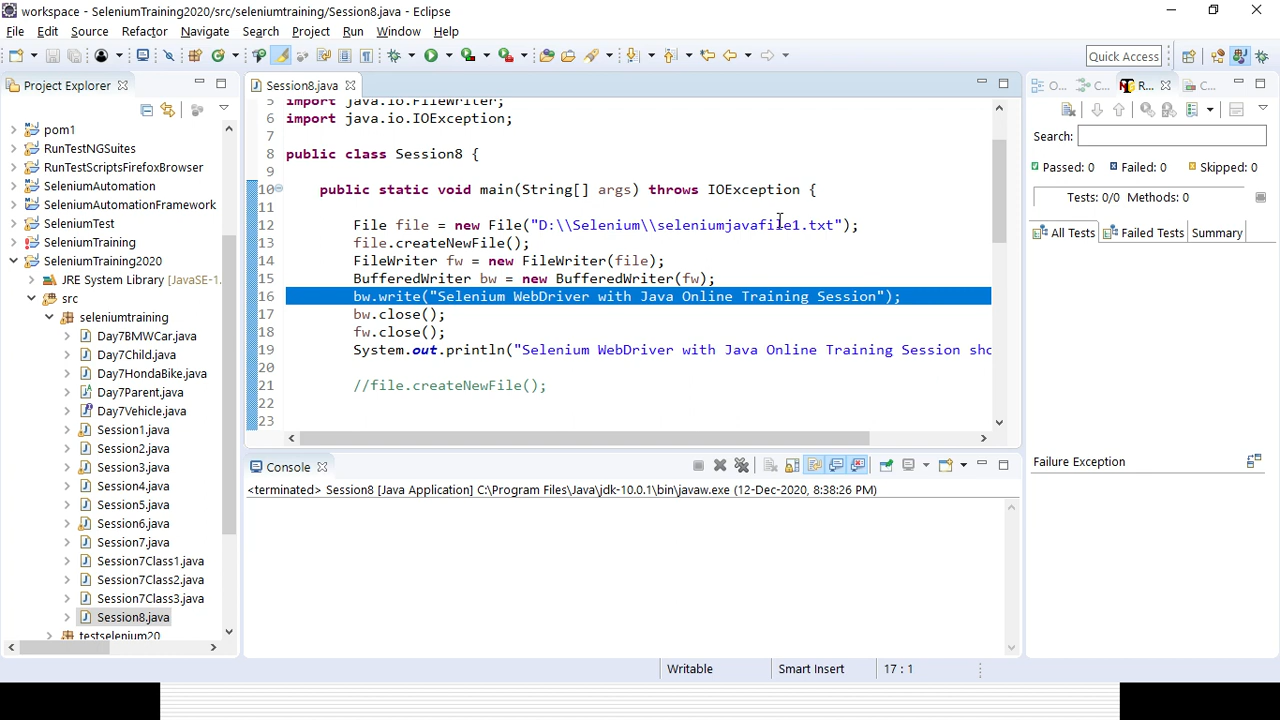 workspace - SeleniumTraining2020/src/seleniumtraining/Session8.java - Eclipse
File Edit Source Refactor Navigate Search Project Run Window Help
Quick Access
Project Explorer
pom1
RunTestNGSuites
RunTestScriptsFirefoxBrowser
SeleniumAutomation
SeleniumAutomationFramework
SeleniumTest
SeleniumTraining
SeleniumTraining2020
JRE System Library [JavaSE-1.
src
seleniumtraining
Day7BMWCar.java
Day7Child.java
Day7HondaBike.java
Day7Parent.java
Day7Vehicle.java
Session1.java
Session2.java
Session3.java
Session4.java
Session5.java
Session6.java
Session7.java
Session7Class1.java
Session7Class2.java
Session7Class3.java
Session8.java
testselenium20
Session8.java
5 import java.io.FileWriter;
6 import java.io.IOException;
7
8 public class Session8 {
9
10 public static void main(String[] args) throws IOException {
11
12 File file = new File("D:\\Selenium\\seleniumjavafile1.txt");
13 file.createNewFile();
14 FileWriter fw = new FileWriter(file);
15 BufferedWriter bw = new BufferedWriter(fw);
16 bw.write("Selenium WebDriver with Java Online Training Session");
17 bw.close();
18 fw.close();
19 System.out.println("Selenium WebDriver with Java Online Training Session sho
20
21 //file.createNewFile();
22
23
Console
<terminated> Session8 [Java Application] C:\Program Files\Java\jdk-10.0.1\bin\javaw.exe (12-Dec-2020, 8:38:26 PM)
O... C... R... C...
Search:
Passed: 0 Failed: 0 Skipped: 0
Tests: 0/0 Methods: 0
All Tests Failed Tests Summary
Failure Exception
Writable Smart Insert 17 : 1